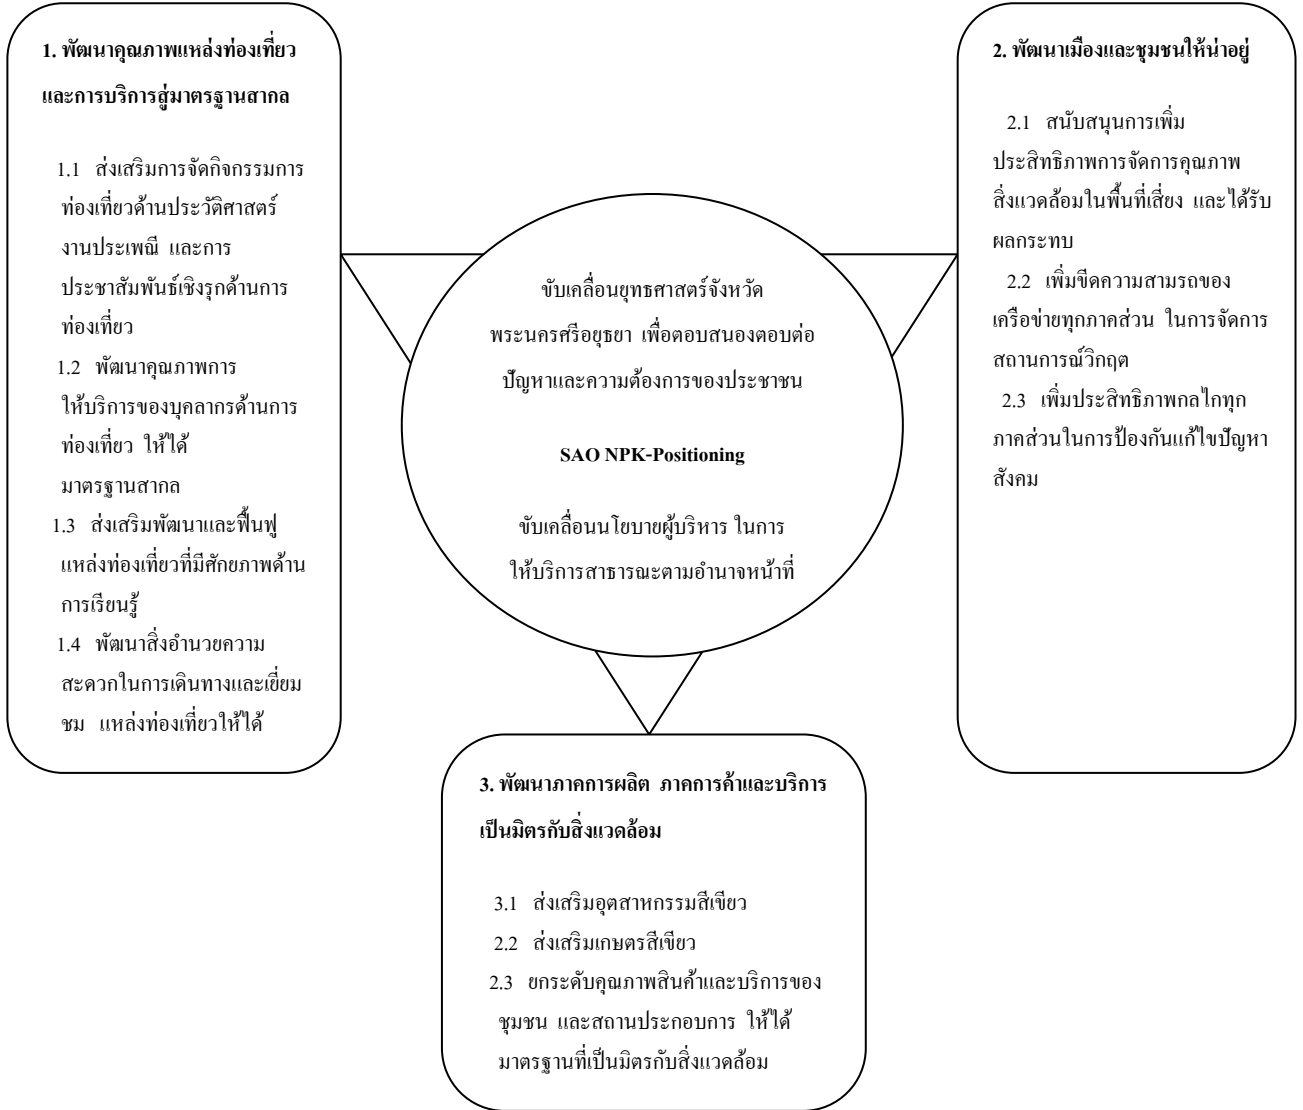 1. พัฒนาคุณภาพแหล่งท่องเที่ยว
และการบริการสู่มาตรฐานสากล
1.1 ส่งเสริมการจัดกิจกรรมการ
ท่องเที่ยวด้านประวัติศาสตร์
งานประเพณี และการ
ประชาสัมพันธ์เชิงรุกด้านการ
ท่องเที่ยว
1.2 พัฒนาคุณภาพการ
ให้บริการของบุคลากรด้านการ
ท่องเที่ยว ให้ได้
มาตรฐานสากล
1.3 ส่งเสริมพัฒนาและฟื้นฟู
แหล่งท่องเที่ยวที่มีศักยภาพด้าน
การเรียนรู้
1.4 พัฒนาสิ่งอำนวยความ
สะดวกในการเดินทางและเยี่ยม
ชม แหล่งท่องเที่ยวให้ได้
ขับเคลื่อนยุทธศาสตร์จังหวัด
พระนครศรีอยุธยา เพื่อตอบสนองตอบต่อ
ปัญหาและความต้องการของประชาชน
SAO NPK-Positioning
ขับเคลื่อนนโยบายผู้บริหาร ในการ
ให้บริการสาธารณะตามอำนาจหน้าที่
2. พัฒนาเมืองและชุมชนให้น่าอยู่
2.1 สนับสนุนการเพิ่ม
ประสิทธิภาพการจัดการคุณภาพ
สิ่งแวดล้อมในพื้นที่เสี่ยง และได้รับ
ผลกระทบ
2.2 เพิ่มขีดความสามรถของ
เครือข่ายทุกภาคส่วน ในการจัดการ
สถานการณ์วิกฤต
2.3 เพิ่มประสิทธิภาพกลไกทุก
ภาคส่วนในการป้องกันแก้ไขปัญหา
สังคม
3. พัฒนาภาคการผลิต ภาคการค้าและบริการ
เป็นมิตรกับสิ่งแวดล้อม
3.1 ส่งเสริมอุตสาหกรรมสีเขียว
2.2 ส่งเสริมเกษตรสีเขียว
2.3 ยกระดับคุณภาพสินค้าและบริการของ
ชุมชน และสถานประกอบการ ให้ได้
มาตรฐานที่เป็นมิตรกับสิ่งแวดล้อม